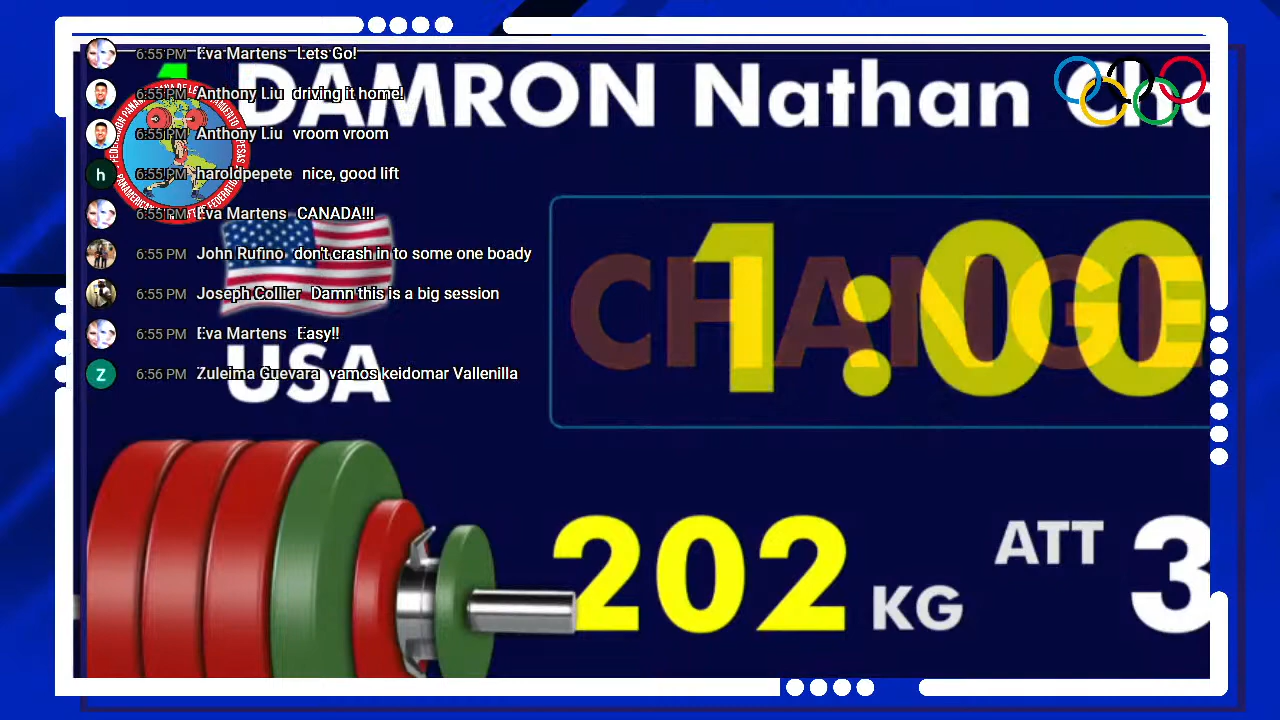 6:55 PM Eva Martens Lets Go!
DAMRON Nathan Cha
6:55 PM Anthony Liu driving it home!
6:55 PM Anthony Liu vroom vroom
h 6:55 PM haroldpepete nice, good lift
6:55 PM Eva Martens CANADA!!!
6:55 PM John Rufino don't crash in to some one boady
CHANGE
1:00
6:55 PM Joseph Collier Damn this is a big session
6:55 PM Eva Martens Easy!!
USA
Z 6:56 PM Zuleima Guevara vamos keidomar Vallenilla
202 KG ATT 3